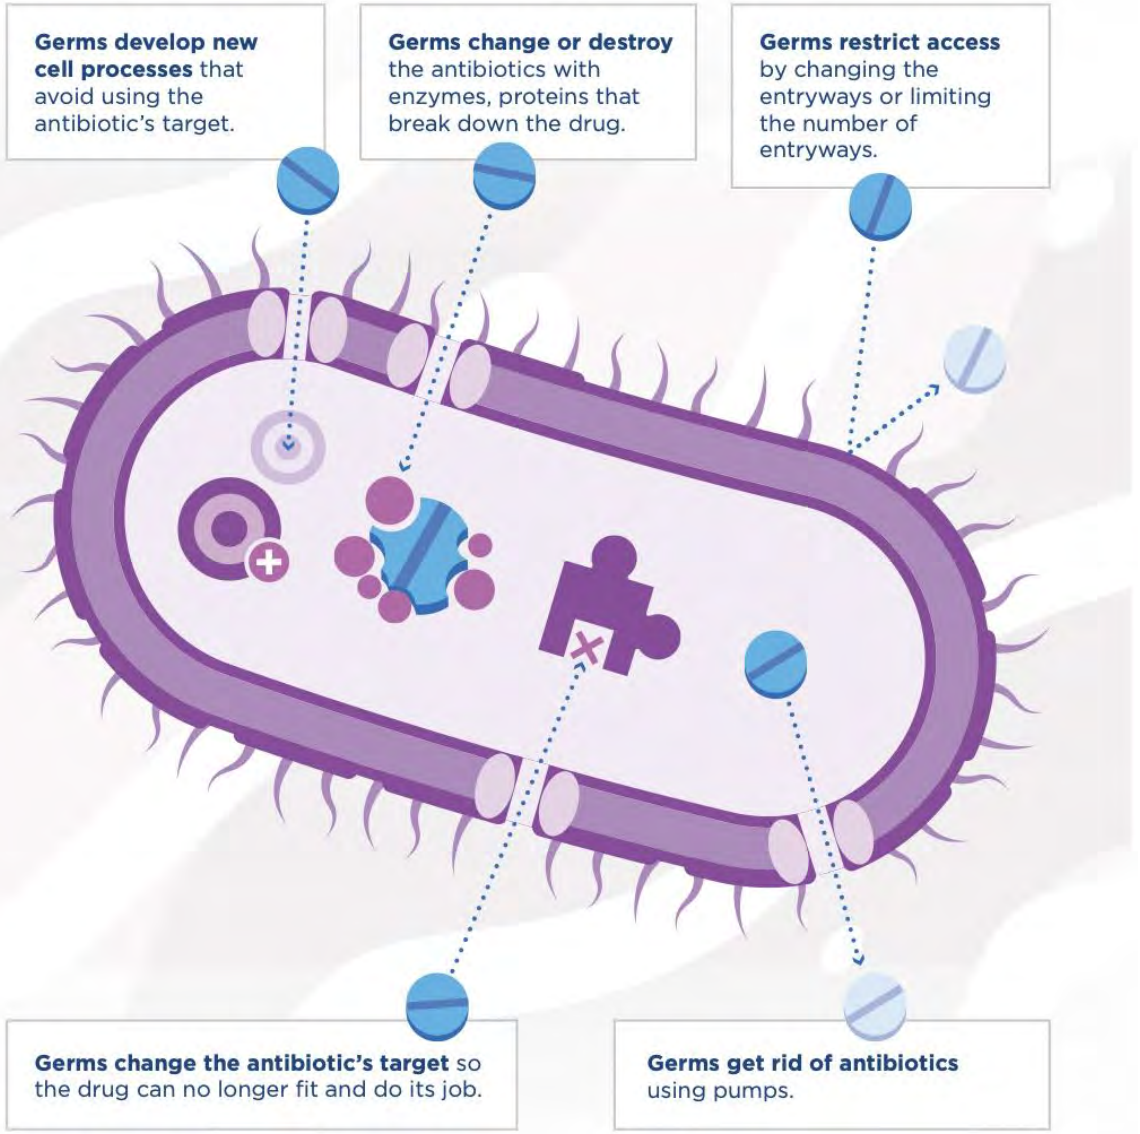 Germs develop new
cell processes that
avoid using the
antibiotic's target.
Germs change or destroy
the antibiotics with
enzymes, proteins that
break down the drug.
Germs restrict access
by changing the
entryways or limiting
the number of
entryways.
Germs change the antibiotic's target so
the drug can no longer fit and do its job.
Germs get rid of antibiotics
using pumps.